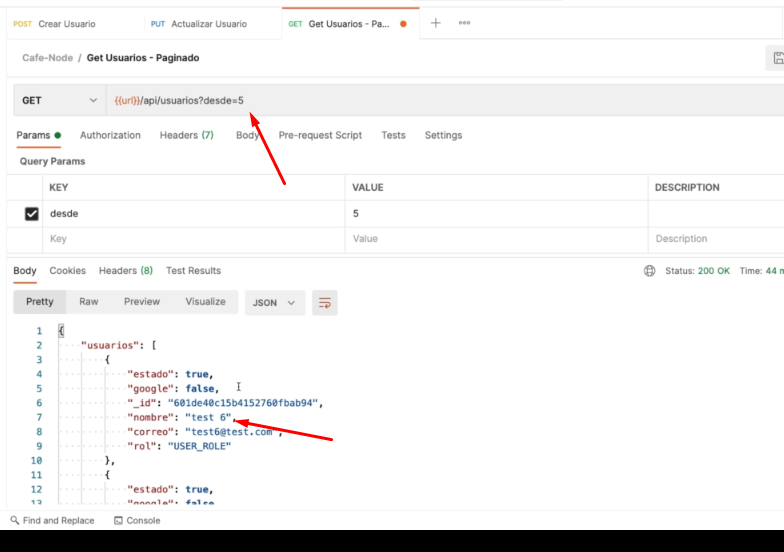 POST Crear Usuario PUT Actualizar Usuario GET Get Usuarios - Pa... + ooo
Cafe-Node / Get Usuarios - Paginado
GET {{url}}/api/usuarios?desde=5
Params Authorization Headers (7) Body Pre-request Script Tests Settings
Query Params
KEY VALUE DESCRIPTION
desde 5
Key Value Description
Body Cookies Headers (8) Test Results Status: 200 OK Time: 44 m
Pretty Raw Preview Visualize JSON
1 {
2 "usuarios": [
3 {
4 "estado": true,
5 "google": false,
6 "_id": "601de40c15b4152760fbab94",
7 "nombre": "test 6",
8 "correo": "test6@test.com",
9 "rol": "USER_ROLE"
10 },
11 {
12 "estado": true,
13 "google": false
Find and Replace Console